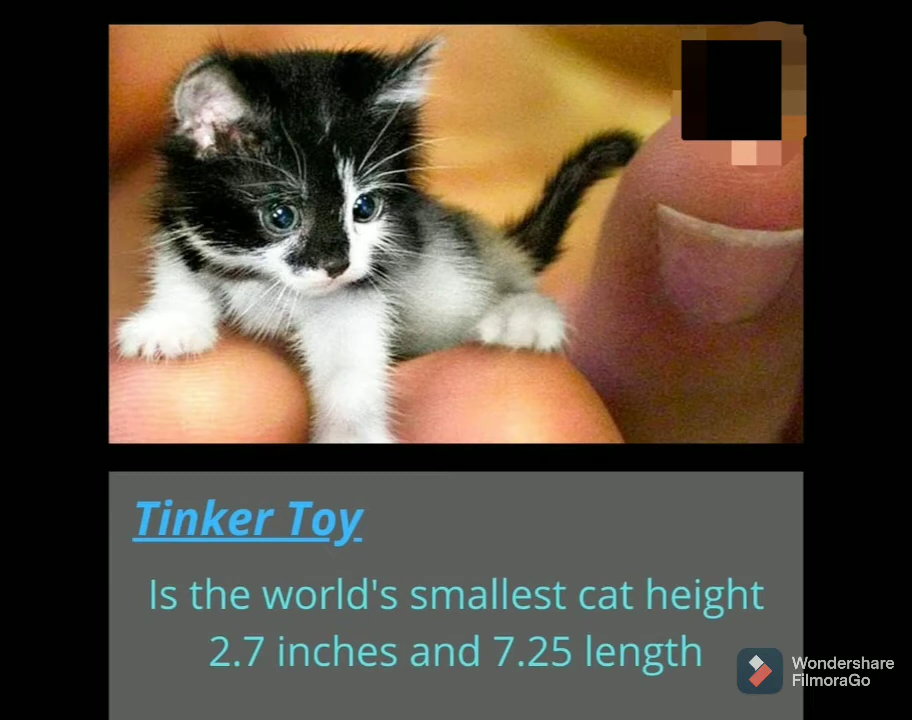 Tinker Toy
Is the world's smallest cat height
2.7 inches and 7.25 length
Wondershare
FilmoraGo